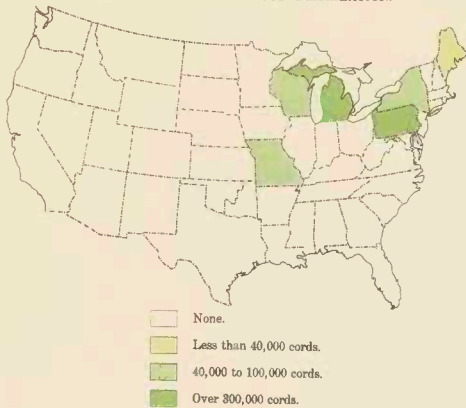 None.
Less than 40,000 cords.
40,000 to 100,000 cords.
Over 300,000 cords.